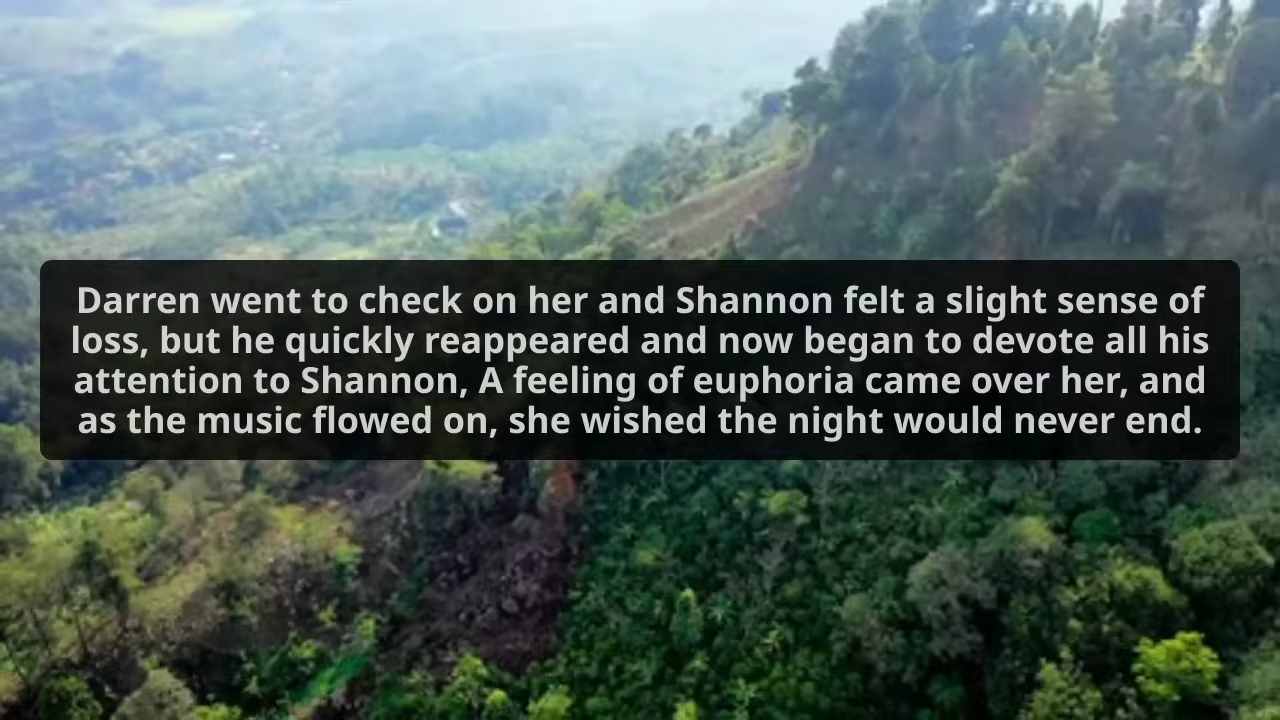 Darren went to check on her and Shannon felt a slight sense of
loss, but he quickly reappeared and now began to devote all his
attention to Shannon, A feeling of euphoria came over her, and
as the music flowed on, she wished the night would never end.